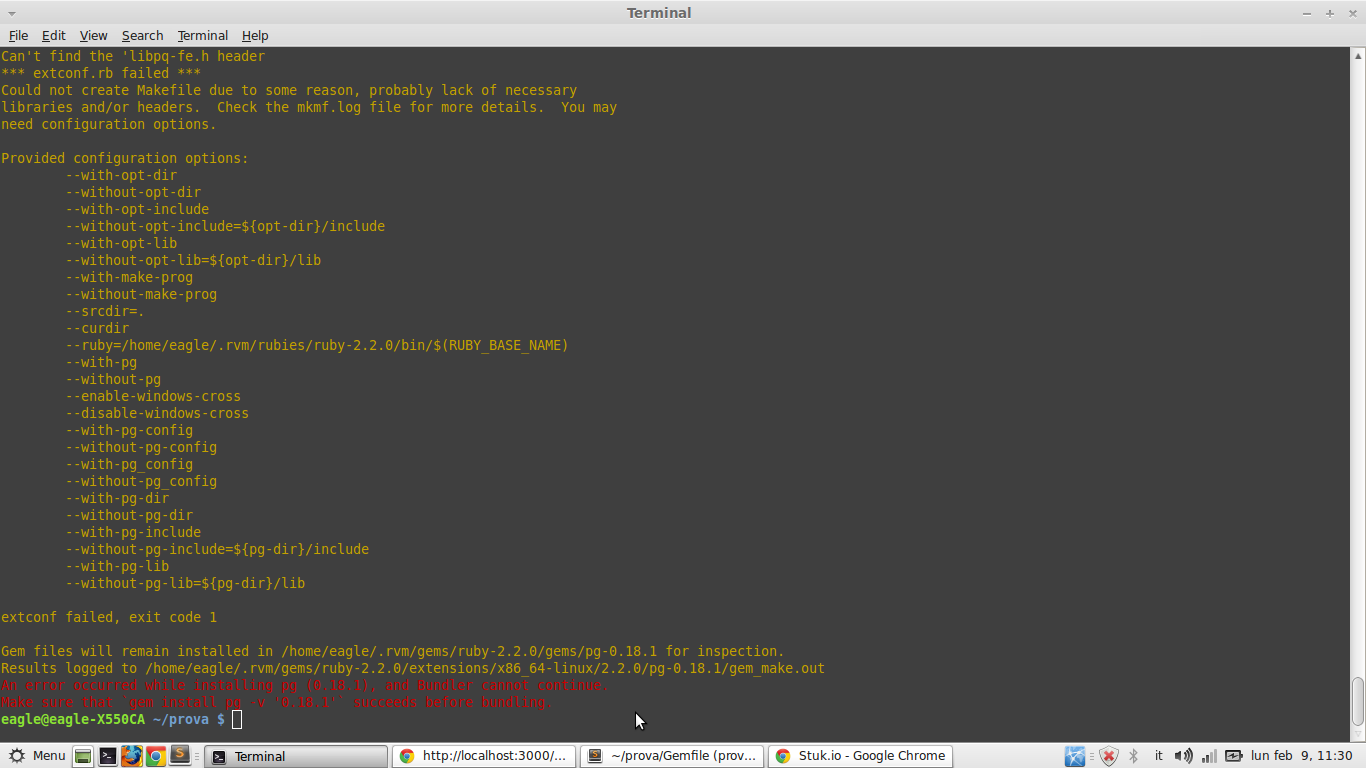 Terminal
File Edit View Search Terminal Help
Can't find the 'libpq-fe.h header
*** extconf.rb failed ***
Could not create Makefile due to some reason, probably lack of necessary
libraries and/or headers.  Check the mkmf.log file for more details.  You may
need configuration options.
Provided configuration options:
--with-opt-dir
--without-opt-dir
--with-opt-include
--without-opt-include=${opt-dir}/include
--with-opt-lib
--without-opt-lib=${opt-dir}/lib
--with-make-prog
--without-make-prog
--srcdir=.
--curdir
--ruby=/home/eagle/.rvm/rubies/ruby-2.2.0/bin/$(RUBY_BASE_NAME)
--with-pg
--without-pg
--enable-windows-cross
--disable-windows-cross
--with-pg-config
--without-pg-config
--with-pg_config
--without-pg_config
--with-pg-dir
--without-pg-dir
--with-pg-include
--without-pg-include=${pg-dir}/include
--with-pg-lib
--without-pg-lib=${pg-dir}/lib
extconf failed, exit code 1
Gem files will remain installed in /home/eagle/.rvm/gems/ruby-2.2.0/gems/pg-0.18.1 for inspection.
Results logged to /home/eagle/.rvm/gems/ruby-2.2.0/extensions/x86_64-linux/2.2.0/pg-0.18.1/gem_make.out
An error occurred while installing pg (0.18.1), and Bundler cannot continue.
Make sure that `gem install pg -v '0.18.1'` succeeds before bundling.
eagle@eagle-X550CA ~/prova $
Menu Terminal http://localhost:3000/... ~/prova/Gemfile (prov... Stuk.io - Google Chrome it lun feb 9, 11:30